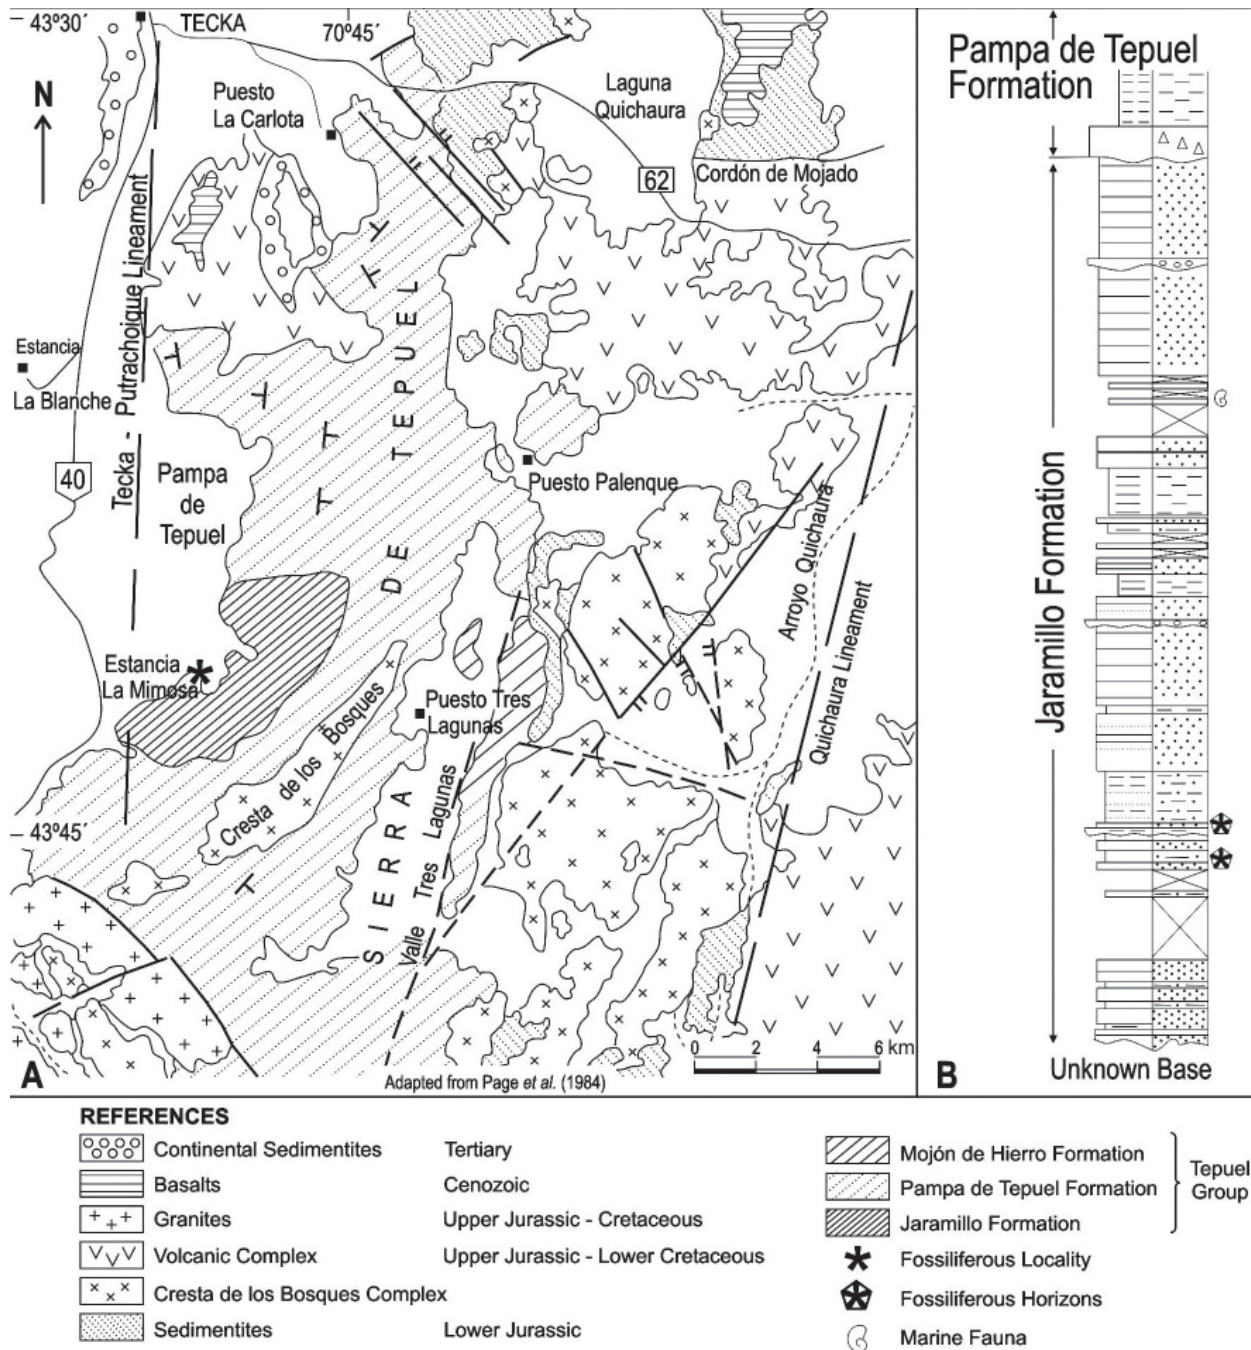 43º30´
TECKA
70º45´
N
Puesto
La Carlota
Laguna
Quichaura
62
Cordón de Mojado
Tecka - Putrachoique Lineament
Estancia
La Blanche
40
Pampa
de
Tepuel
SIERRA DE TEPUEL
Puesto Palenque
Arroyo Quichaura
Quichaura Lineament
Estancia
La Mimosa
Puesto Tres
Lagunas
Cresta de los Bosques
Valle Tres Lagunas
43º45´
A
Adapted from Page et al. (1984)
0 2 4 6 km
Pampa de Tepuel
Formation
Jaramillo Formation
B
Unknown Base
REFERENCES
Continental Sedimentites Tertiary
Basalts Cenozoic
Granites Upper Jurassic - Cretaceous
Volcanic Complex Upper Jurassic - Lower Cretaceous
Cresta de los Bosques Complex
Sedimentites Lower Jurassic
Mojón de Hierro Formation
Pampa de Tepuel Formation
Jaramillo Formation
Tepuel
Group
Fossiliferous Locality
Fossiliferous Horizons
Marine Fauna